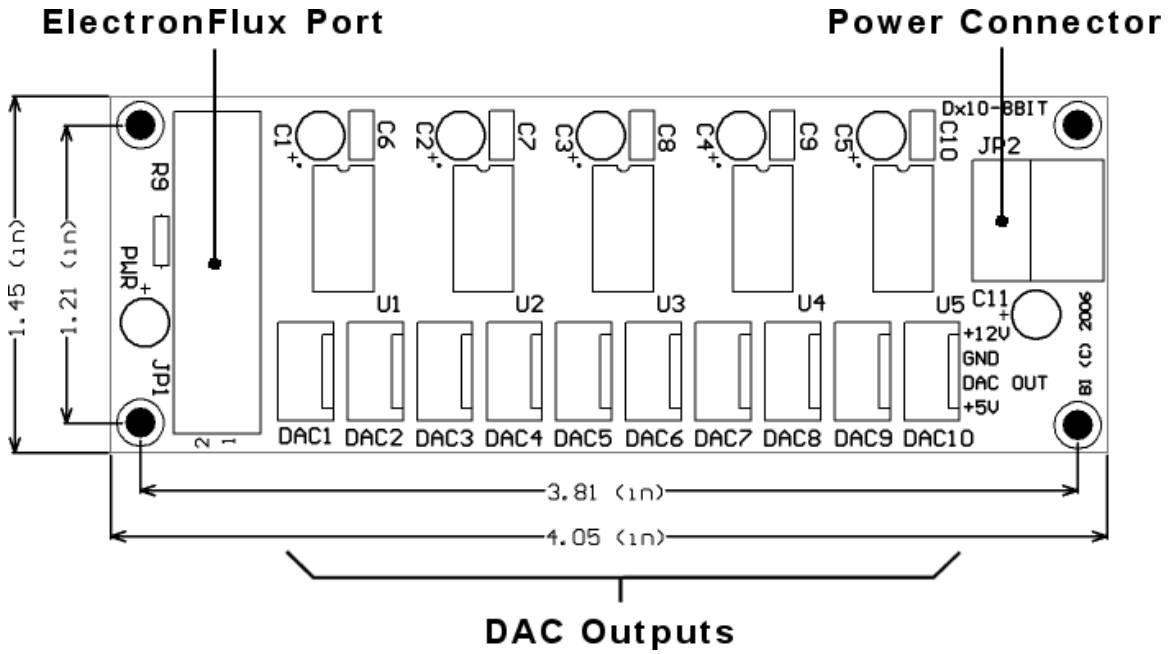 ElectronFlux Port
Power Connector
Dx10-8BIT
C1
+
C6
C2
+
C7
C3
+
C8
C4
+
C9
C5
+
C10
JP2
R9
1.45 (in)
1.21 (in)
PWR
+
U1
U2
U3
U4
U5
C11
+
+12V
GND
DAC OUT
+5V
BI (C) 2006
JP1
2
1
DAC1
DAC2
DAC3
DAC4
DAC5
DAC6
DAC7
DAC8
DAC9
DAC10
3.81 (in)
4.05 (in)
DAC Outputs